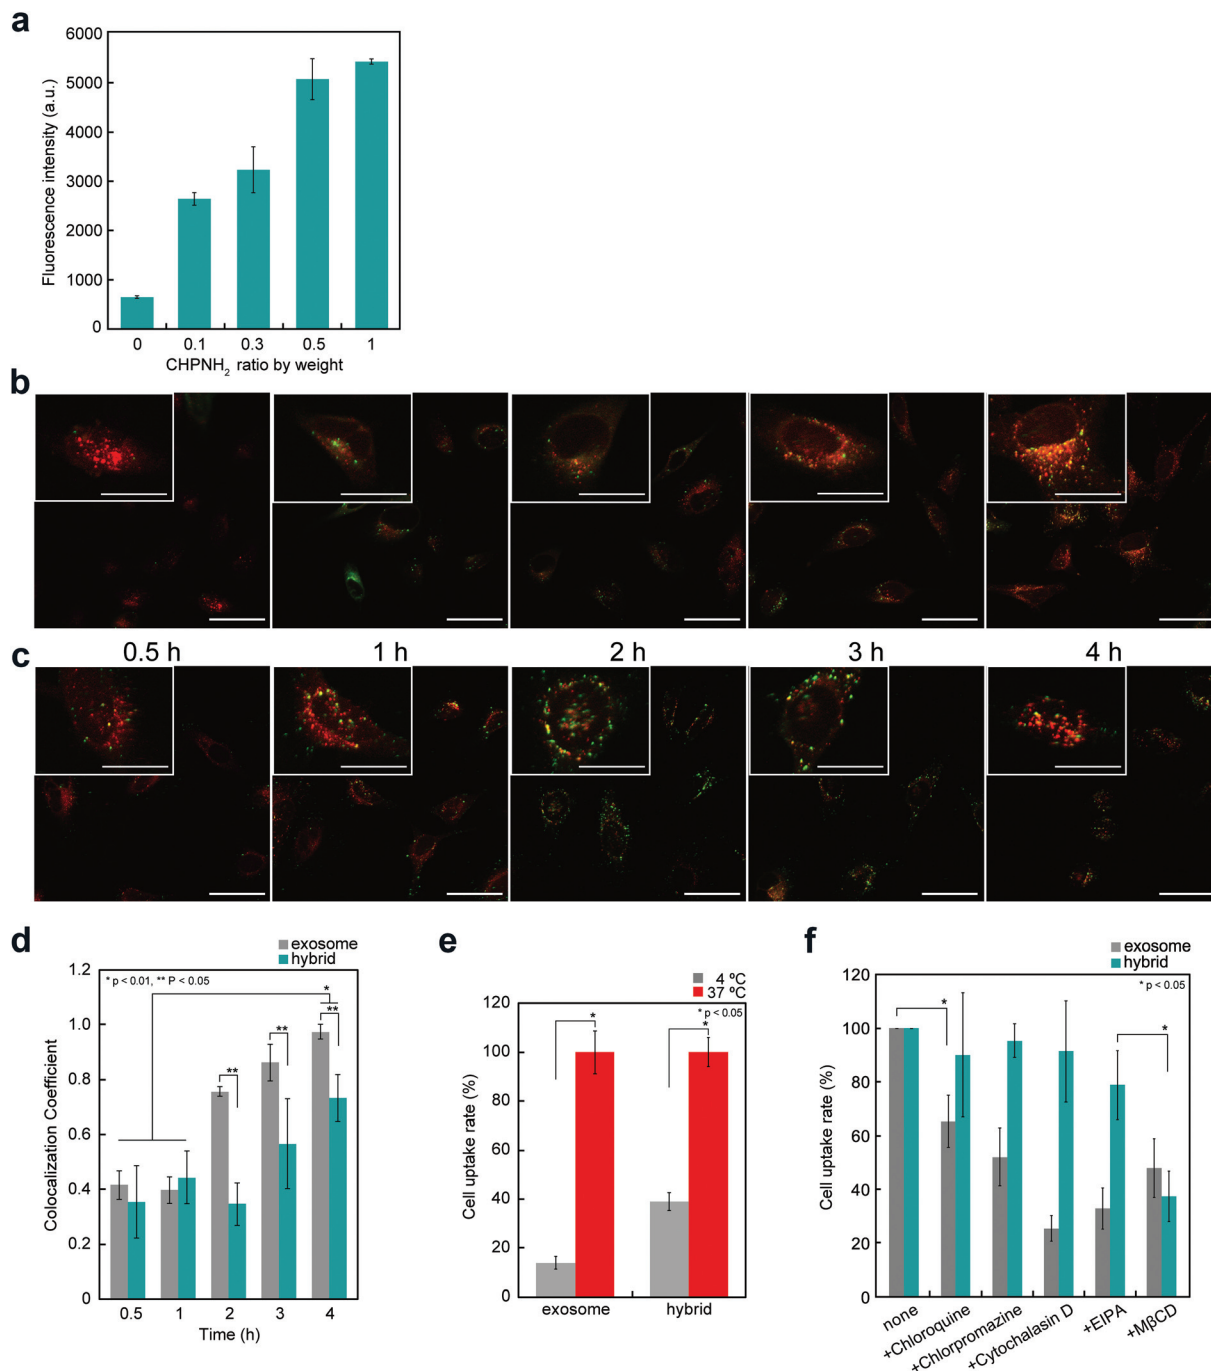 a
6000
5000
4000
3000
2000
1000
0
Fluorescence intensity (a.u.)
0 0.1 0.3 0.5 1
CHPNH2 ratio by weight
b
c
0.5 h 1 h 2 h 3 h 4 h
d
exosome
hybrid
* p < 0.01, ** P < 0.05
*
**
**
**
1.2
1.0
0.8
0.6
0.4
0.2
0
Colocalization Coefficient
0.5 1 2 3 4
Time (h)
e
4 ºC
37 ºC
* p < 0.05
*
*
120
100
80
60
40
20
0
Cell uptake rate (%)
exosome hybrid
f
exosome
hybrid
* p < 0.05
*
*
120
100
80
60
40
20
0
Cell uptake rate (%)
none
+Chloroquine
+Chlorpromazine
+Cytochalasin D
+EIPA
+MβCD